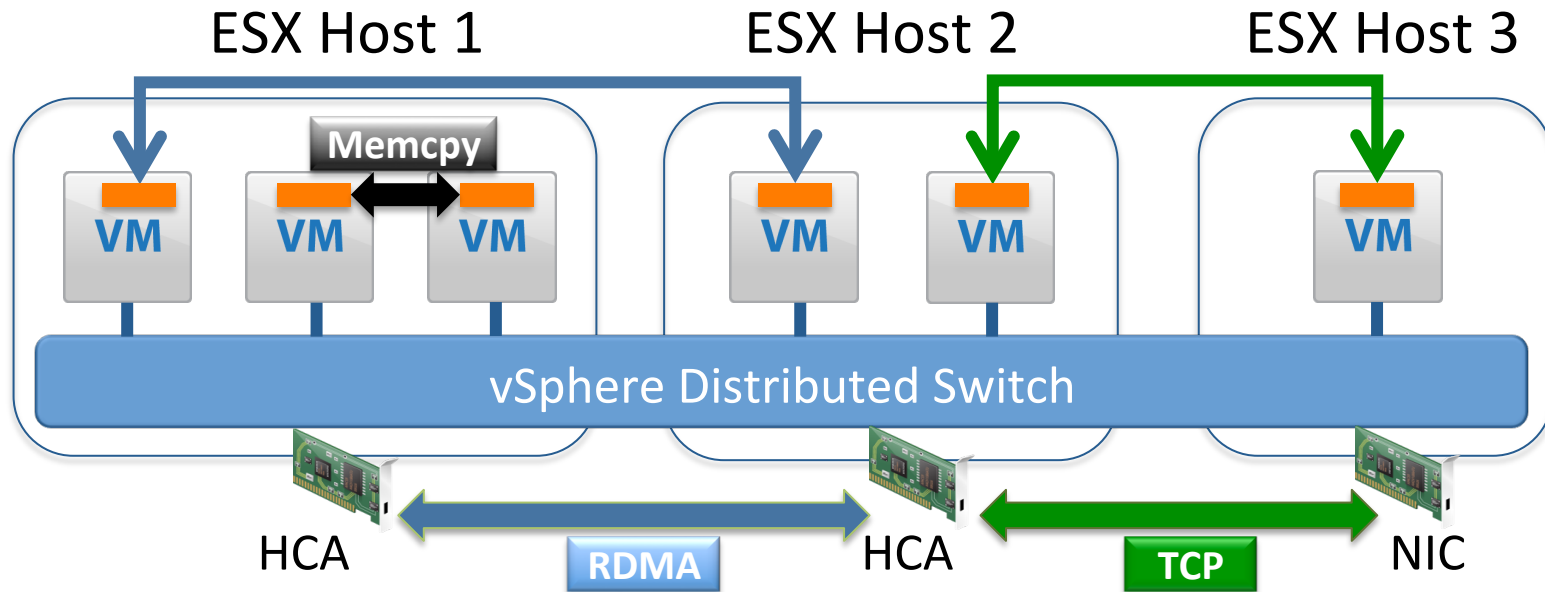 ESX Host 1
ESX Host 2
ESX Host 3
Memcpy
VM
VM
VM
VM
VM
VM
vSphere Distributed Switch
HCA
RDMA
HCA
TCP
NIC